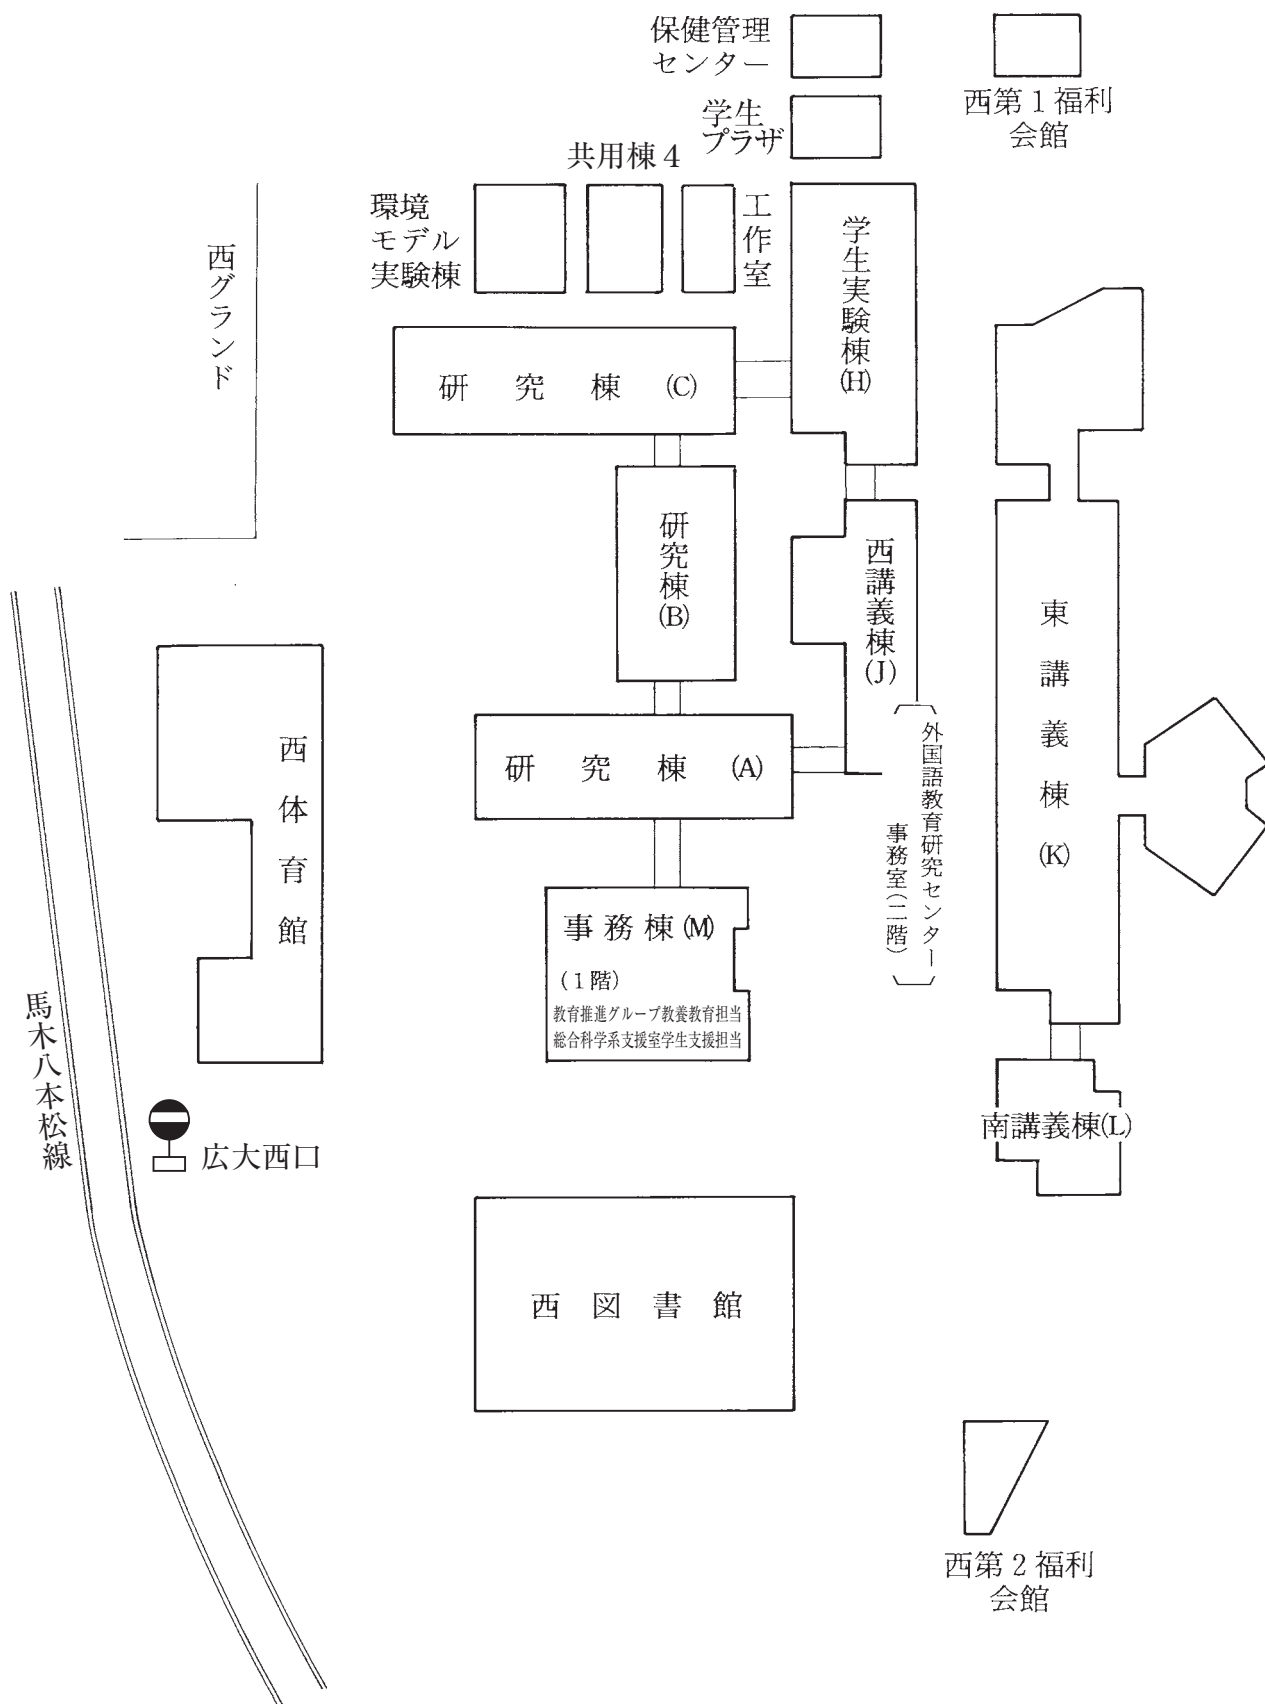 保健管理
センター
西第1福利
会館
学生
プラザ
共用棟4
環境
モデル
実験棟
工作室
西グランド
学生実験棟(H)
研究棟(C)
研究棟(B)
西講義棟(J)
東講義棟(K)
外国語教育研究センター
事務室(二階)
研究棟(A)
西体育館
事務棟(M)
(1階)
教育推進グループ教養教育担当
総合科学系支援室学生支援担当
馬木八本松線
広大西口
南講義棟(L)
西図書館
西第2福利
会館